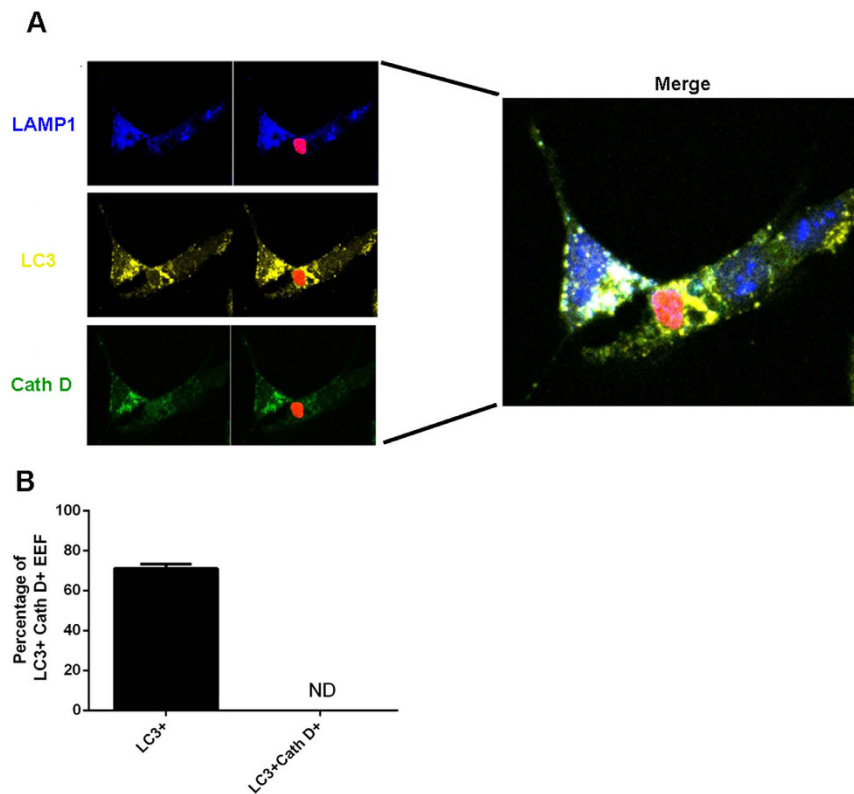 A
LAMP1
LC3
Cath D
Merge
B
Percentage of
LC3+ Cath D+ EEF
100
80
60
40
20
0
ND
LC3+
LC3+Cath D+